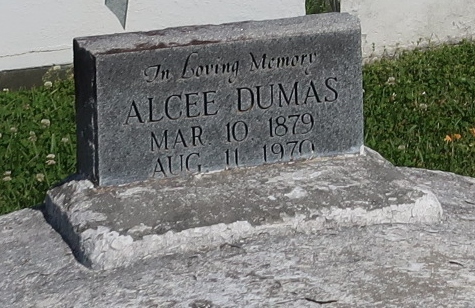 In Loving Memory
ALCEE DUMAS
MAR. 10 1879
AUG. 11 1970